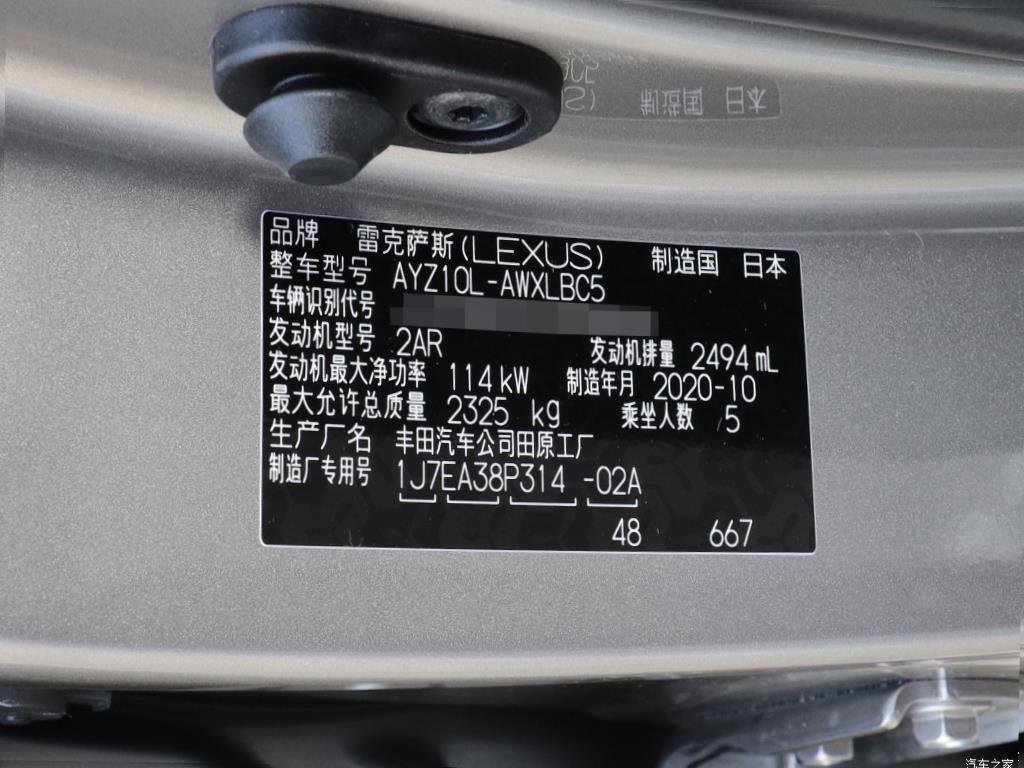 品牌 雷克萨斯(LEXUS) 制造国 日本
整车型号 AYZ10L-AWXLBC5
车辆识别代号
发动机型号 2AR 发动机排量 2494 mL
发动机最大净功率 114 kW 制造年月 2020-10
最大允许总质量 2325 kg 乘坐人数 5
生产厂名 丰田汽车公司田原工厂
制造厂专用号 1J7EA38P314 -02A
48 667
汽车之家